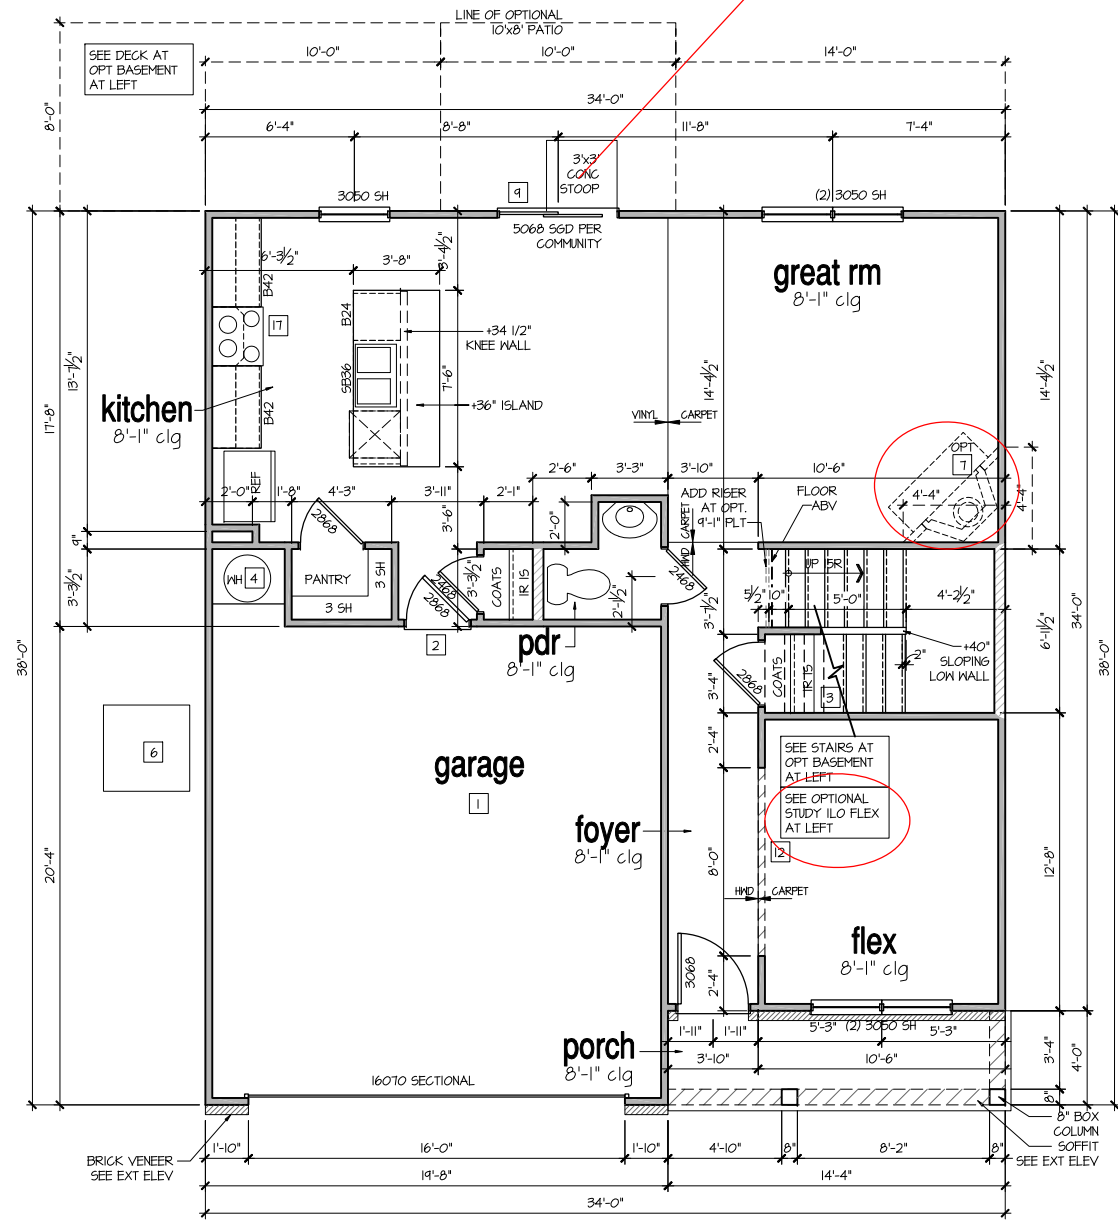 LINE OF OPTIONAL
10'x8' PATIO
SEE DECK AT
OPT BASEMENT
AT LEFT
10'-0"
10'-0"
14'-0"
8'-0"
34'-0"
6'-4"
8'-8"
11'-8"
7'-4"
3'x3'
CONC
STOOP
3050 SH
9
(2) 3050 SH
5068 SGD PER
COMMUNITY
6'-3 1/2"
3'-8"
3'-4 1/2"
great rm
8'-1" clg
B42
B24
17
+34 1/2"
KNEE WALL
SB36
7'-6"
13'-7 1/2"
17'-8"
14'-4 1/2"
14'-4 1/2"
kitchen
8'-1" clg
B42
+36" ISLAND
VINYL
CARPET
OPT
7
REF
2'-0"
1'-8"
4'-3"
3'-11"
2'-1"
2'-6"
3'-3"
3'-10"
10'-6"
ADD RISER
AT OPT.
9'-1" PLT
FLOOR
ABV
4'-4"
4'-4"
2868
3'-6"
2'-0"
HWD
CARPET
9"
3'-3 1/2"
WH
4
PANTRY
3 SH
3 SH
2468
2868
3'-3 1/2"
COATS
1R 1S
2'-1 1/2"
2468
3'-7 1/2"
UP 15R
5 1/2"
10"
5'-0"
4'-2 1/2"
34'-0"
38'-0"
38'-0"
6'-11 1/2"
2
pdr
8'-1" clg
+40"
SLOPING
LOW WALL
2"
2868
COATS
1R 1S
3
3'-4"
2'-4"
6
garage
1
SEE STAIRS AT
OPT BASEMENT
AT LEFT
SEE OPTIONAL
STUDY ILO FLEX
AT LEFT
12
foyer
8'-1" clg
8'-0"
20'-4"
12'-8"
HWD
CARPET
flex
8'-1" clg
3068
2'-4"
1'-11"
1'-11"
5'-3"
(2) 3050 SH
5'-3"
porch
8'-1" clg
3'-10"
10'-6"
3'-4"
4'-0"
8"
16070 SECTIONAL
8" BOX
COLUMN
SOFFIT
SEE EXT ELEV
BRICK VENEER
SEE EXT ELEV
1'-10"
16'-0"
1'-10"
4'-10"
8"
8'-2"
8"
19'-8"
14'-4"
34'-0"